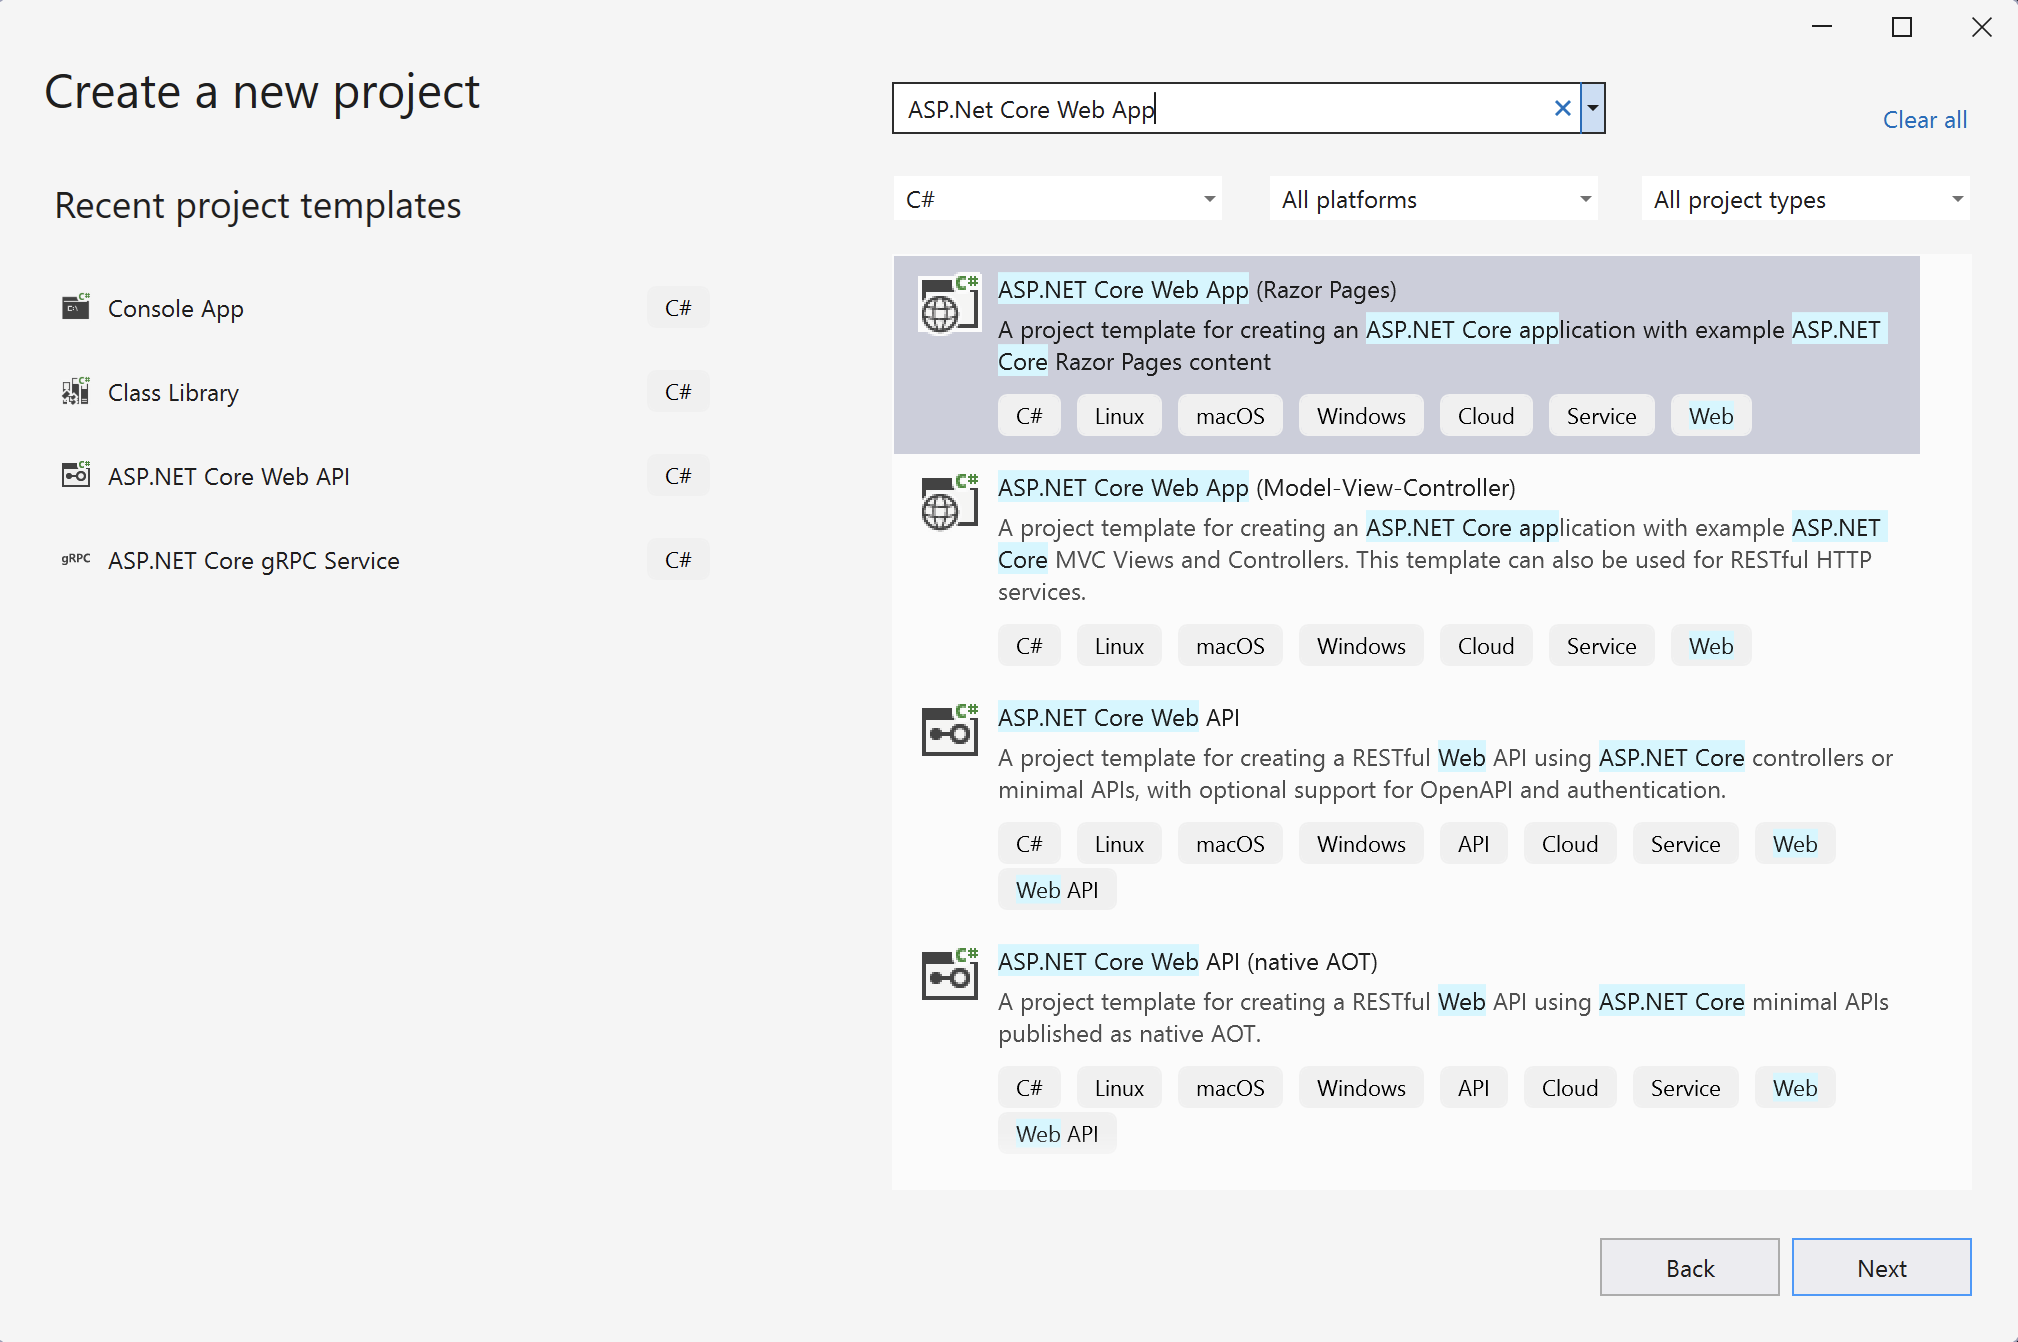 Create a new project
ASP.Net Core Web App
Clear all
Recent project templates
C#
All platforms
All project types
Console App
C#
Class Library
C#
ASP.NET Core Web API
C#
gRPC
ASP.NET Core gRPC Service
C#
C#
ASP.NET Core Web App (Razor Pages)
A project template for creating an ASP.NET Core application with example ASP.NET
Core Razor Pages content
C#
Linux
macOS
Windows
Cloud
Service
Web
C#
ASP.NET Core Web App (Model-View-Controller)
A project template for creating an ASP.NET Core application with example ASP.NET
Core MVC Views and Controllers. This template can also be used for RESTful HTTP
services.
C#
Linux
macOS
Windows
Cloud
Service
Web
C#
ASP.NET Core Web API
A project template for creating a RESTful Web API using ASP.NET Core controllers or
minimal APIs, with optional support for OpenAPI and authentication.
C#
Linux
macOS
Windows
API
Cloud
Service
Web
Web API
C#
ASP.NET Core Web API (native AOT)
A project template for creating a RESTful Web API using ASP.NET Core minimal APIs
published as native AOT.
C#
Linux
macOS
Windows
API
Cloud
Service
Web
Web API
Back
Next